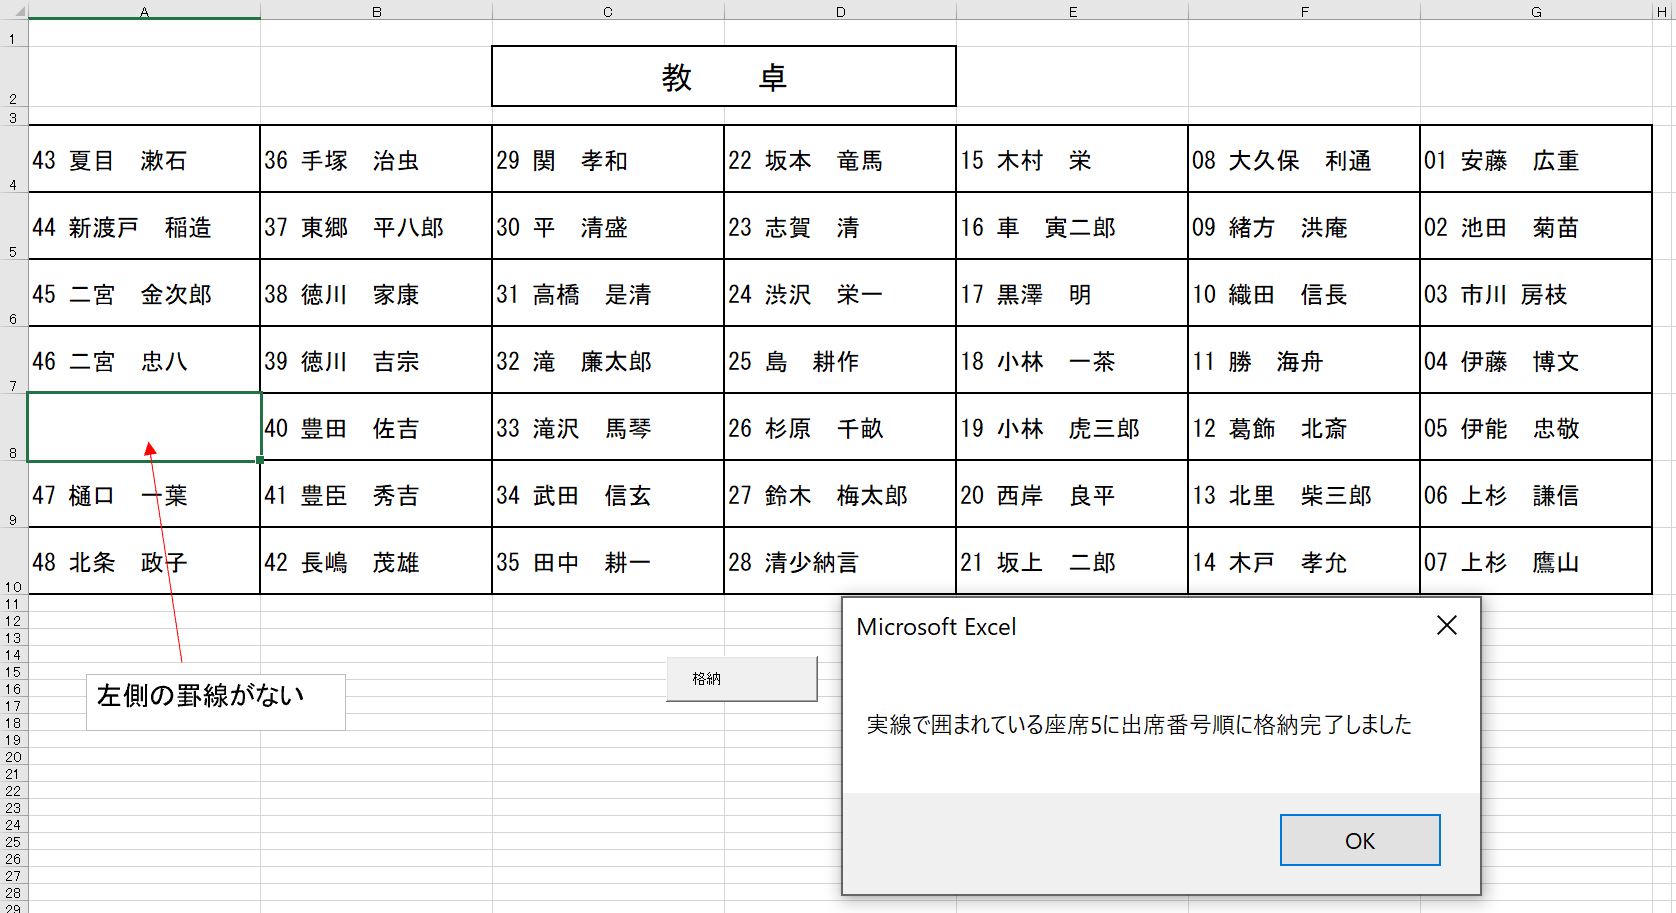 A B C D E F G H
1
2 教　　卓
3
4 43 夏目　漱石 36 手塚　治虫 29 関　孝和 22 坂本　竜馬 15 木村　栄 08 大久保　利通 01 安藤　広重
5 44 新渡戸　稲造 37 東郷　平八郎 30 平　清盛 23 志賀　清 16 車　寅二郎 09 緒方　洪庵 02 池田　菊苗
6 45 二宮　金次郎 38 徳川　家康 31 高橋　是清 24 渋沢　栄一 17 黒澤　明 10 織田　信長 03 市川 房枝
7 46 二宮　忠八 39 徳川　吉宗 32 滝　廉太郎 25 島　耕作 18 小林　一茶 11 勝　海舟 04 伊藤　博文
8 40 豊田　佐吉 33 滝沢　馬琴 26 杉原　千畝 19 小林　虎三郎 12 葛飾　北斎 05 伊能　忠敬
9 47 樋口　一葉 41 豊臣　秀吉 34 武田　信玄 27 鈴木　梅太郎 20 西岸　良平 13 北里　柴三郎 06 上杉　謙信
10 48 北条　政子 42 長嶋　茂雄 35 田中　耕一 28 清少納言 21 坂上　二郎 14 木戸　孝允 07 上杉　鷹山
11
12
13
14
15
16
17
18
19
20
21
22
23
24
25
26
27
28
29
左側の罫線がない
格納
Microsoft Excel
実線で囲まれている座席5に出席番号順に格納完了しました
OK